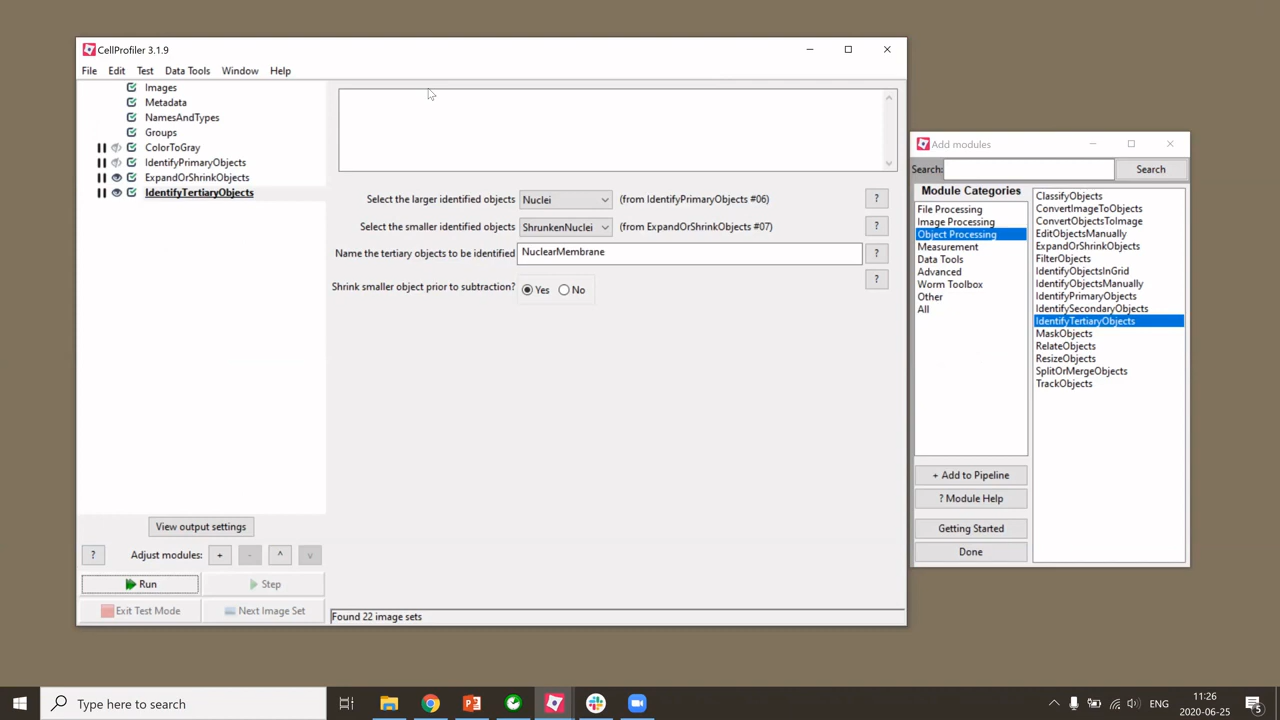 CellProfiler 3.1.9
File Edit Test Data Tools Window Help
Images
Metadata
NamesAndTypes
Groups
ColorToGray
IdentifyPrimaryObjects
ExpandOrShrinkObjects
IdentifyTertiaryObjects
View output settings
? Adjust modules: + - ^ v
Run Step
Exit Test Mode Next Image Set
Select the larger identified objects Nuclei (from IdentifyPrimaryObjects #06) ?
Select the smaller identified objects ShrunkenNuclei (from ExpandOrShrinkObjects #07) ?
Name the tertiary objects to be identified NuclearMembrane ?
Shrink smaller object prior to subtraction? Yes No ?
Found 22 image sets
Add modules
Search: Search
Module Categories
File Processing
Image Processing
Object Processing
Measurement
Data Tools
Advanced
Worm Toolbox
Other
All
ClassifyObjects
ConvertImageToObjects
ConvertObjectsToImage
EditObjectsManually
ExpandOrShrinkObjects
FilterObjects
IdentifyObjectsInGrid
IdentifyObjectsManually
IdentifyPrimaryObjects
IdentifySecondaryObjects
IdentifyTertiaryObjects
MaskObjects
RelateObjects
ResizeObjects
SplitOrMergeObjects
TrackObjects
+ Add to Pipeline
? Module Help
Getting Started
Done
Type here to search
ENG
11:26
2020-06-25
5